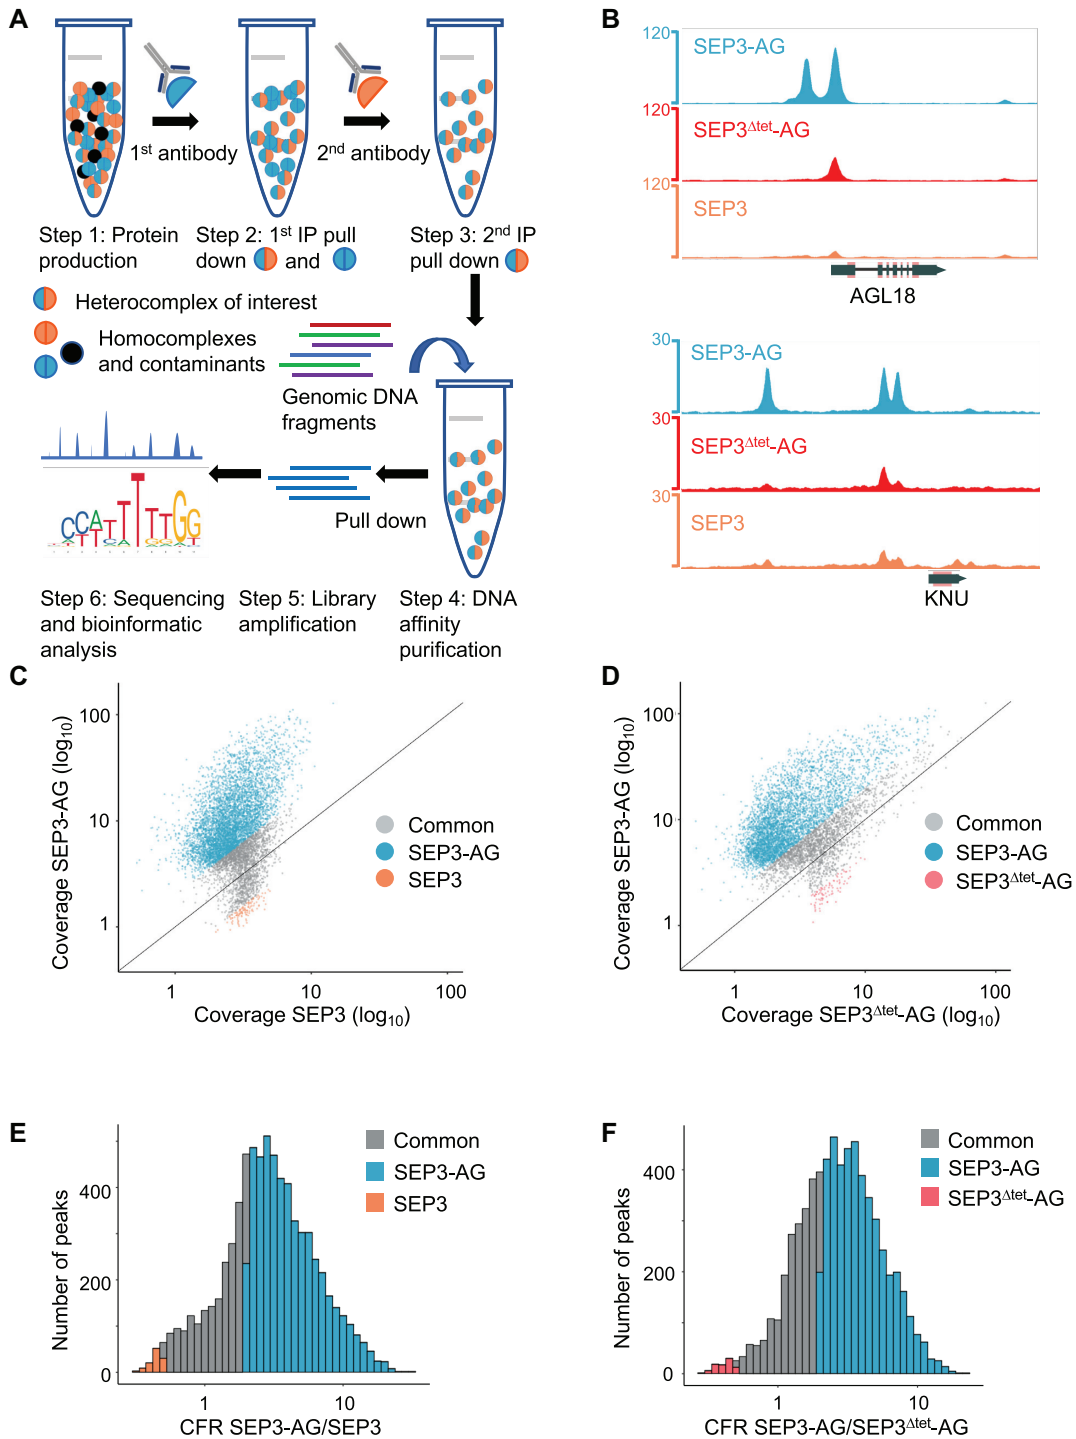 A
1st antibody
2nd antibody
Step 1: Protein
production
Step 2: 1st IP pull
down and
Step 3: 2nd IP
pull down
Heterocomplex of interest
Homocomplexes
and contaminants
Genomic DNA
fragments
Pull down
Step 6: Sequencing
and bioinformatic
analysis
Step 5: Library
amplification
Step 4: DNA
affinity
purification
B
120
SEP3-AG
120
SEP3Δtet-AG
120
SEP3
AGL18
30
SEP3-AG
30
SEP3Δtet-AG
30
SEP3
KNU
C
Coverage SEP3-AG (log10)
100
10
1
Common
SEP3-AG
SEP3
1 10 100
Coverage SEP3 (log10)
D
Coverage SEP3-AG (log10)
100
10
1
Common
SEP3-AG
SEP3Δtet-AG
1 10 100
Coverage SEP3Δtet-AG (log10)
E
Number of peaks
400
200
0
Common
SEP3-AG
SEP3
1 10
CFR SEP3-AG/SEP3
F
Number of peaks
400
200
0
Common
SEP3-AG
SEP3Δtet-AG
1 10
CFR SEP3-AG/SEP3Δtet-AG